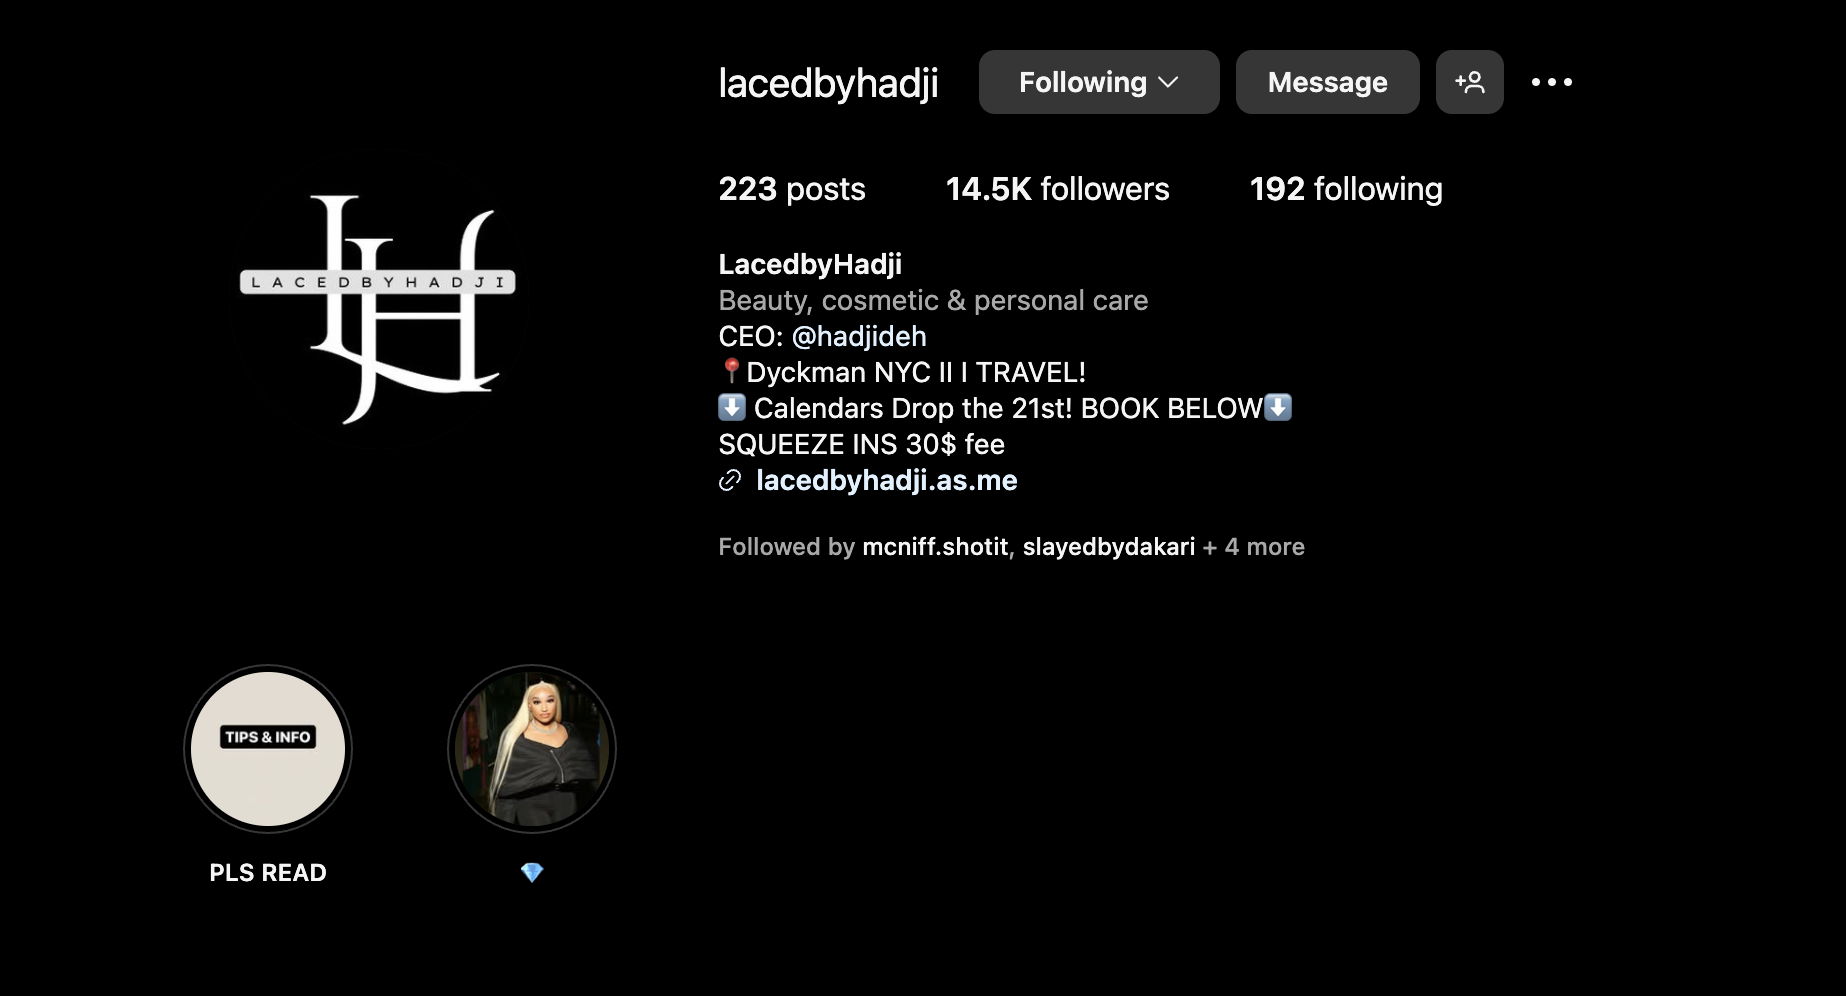 lacedbyhadji Following Message
223 posts 14.5K followers 192 following
LH
LACEDBYHADJI
LacedbyHadji
Beauty, cosmetic & personal care
CEO: @hadjideh
📍Dyckman NYC II I TRAVEL!
⬇️ Calendars Drop the 21st! BOOK BELOW⬇️
SQUEEZE INS 30$ fee
lacedbyhadji.as.me
Followed by mcniff.shotit, slayedbydakari + 4 more
TIPS & INFO
PLS READ
💎